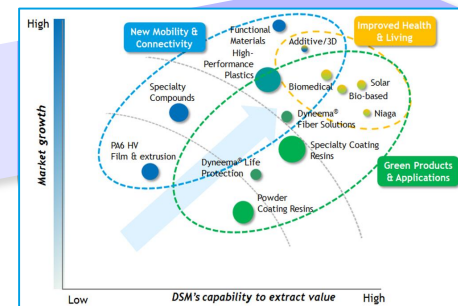 High
New Mobility &
Connectivity
Functional
Materials
High-
Performance
Plastics
Additive/3D
Improved Health
& Living
Biomedical
Solar
Bio-based
Niaga
Specialty
Compounds
Dyneema®
Fiber Solutions
PA6 HV
Film & extrusion
Dyneema® Life
Protection
Specialty Coating
Resins
Green Products
& Applications
Powder
Coating Resins
Market growth
Low
DSM's capability to extract value
High